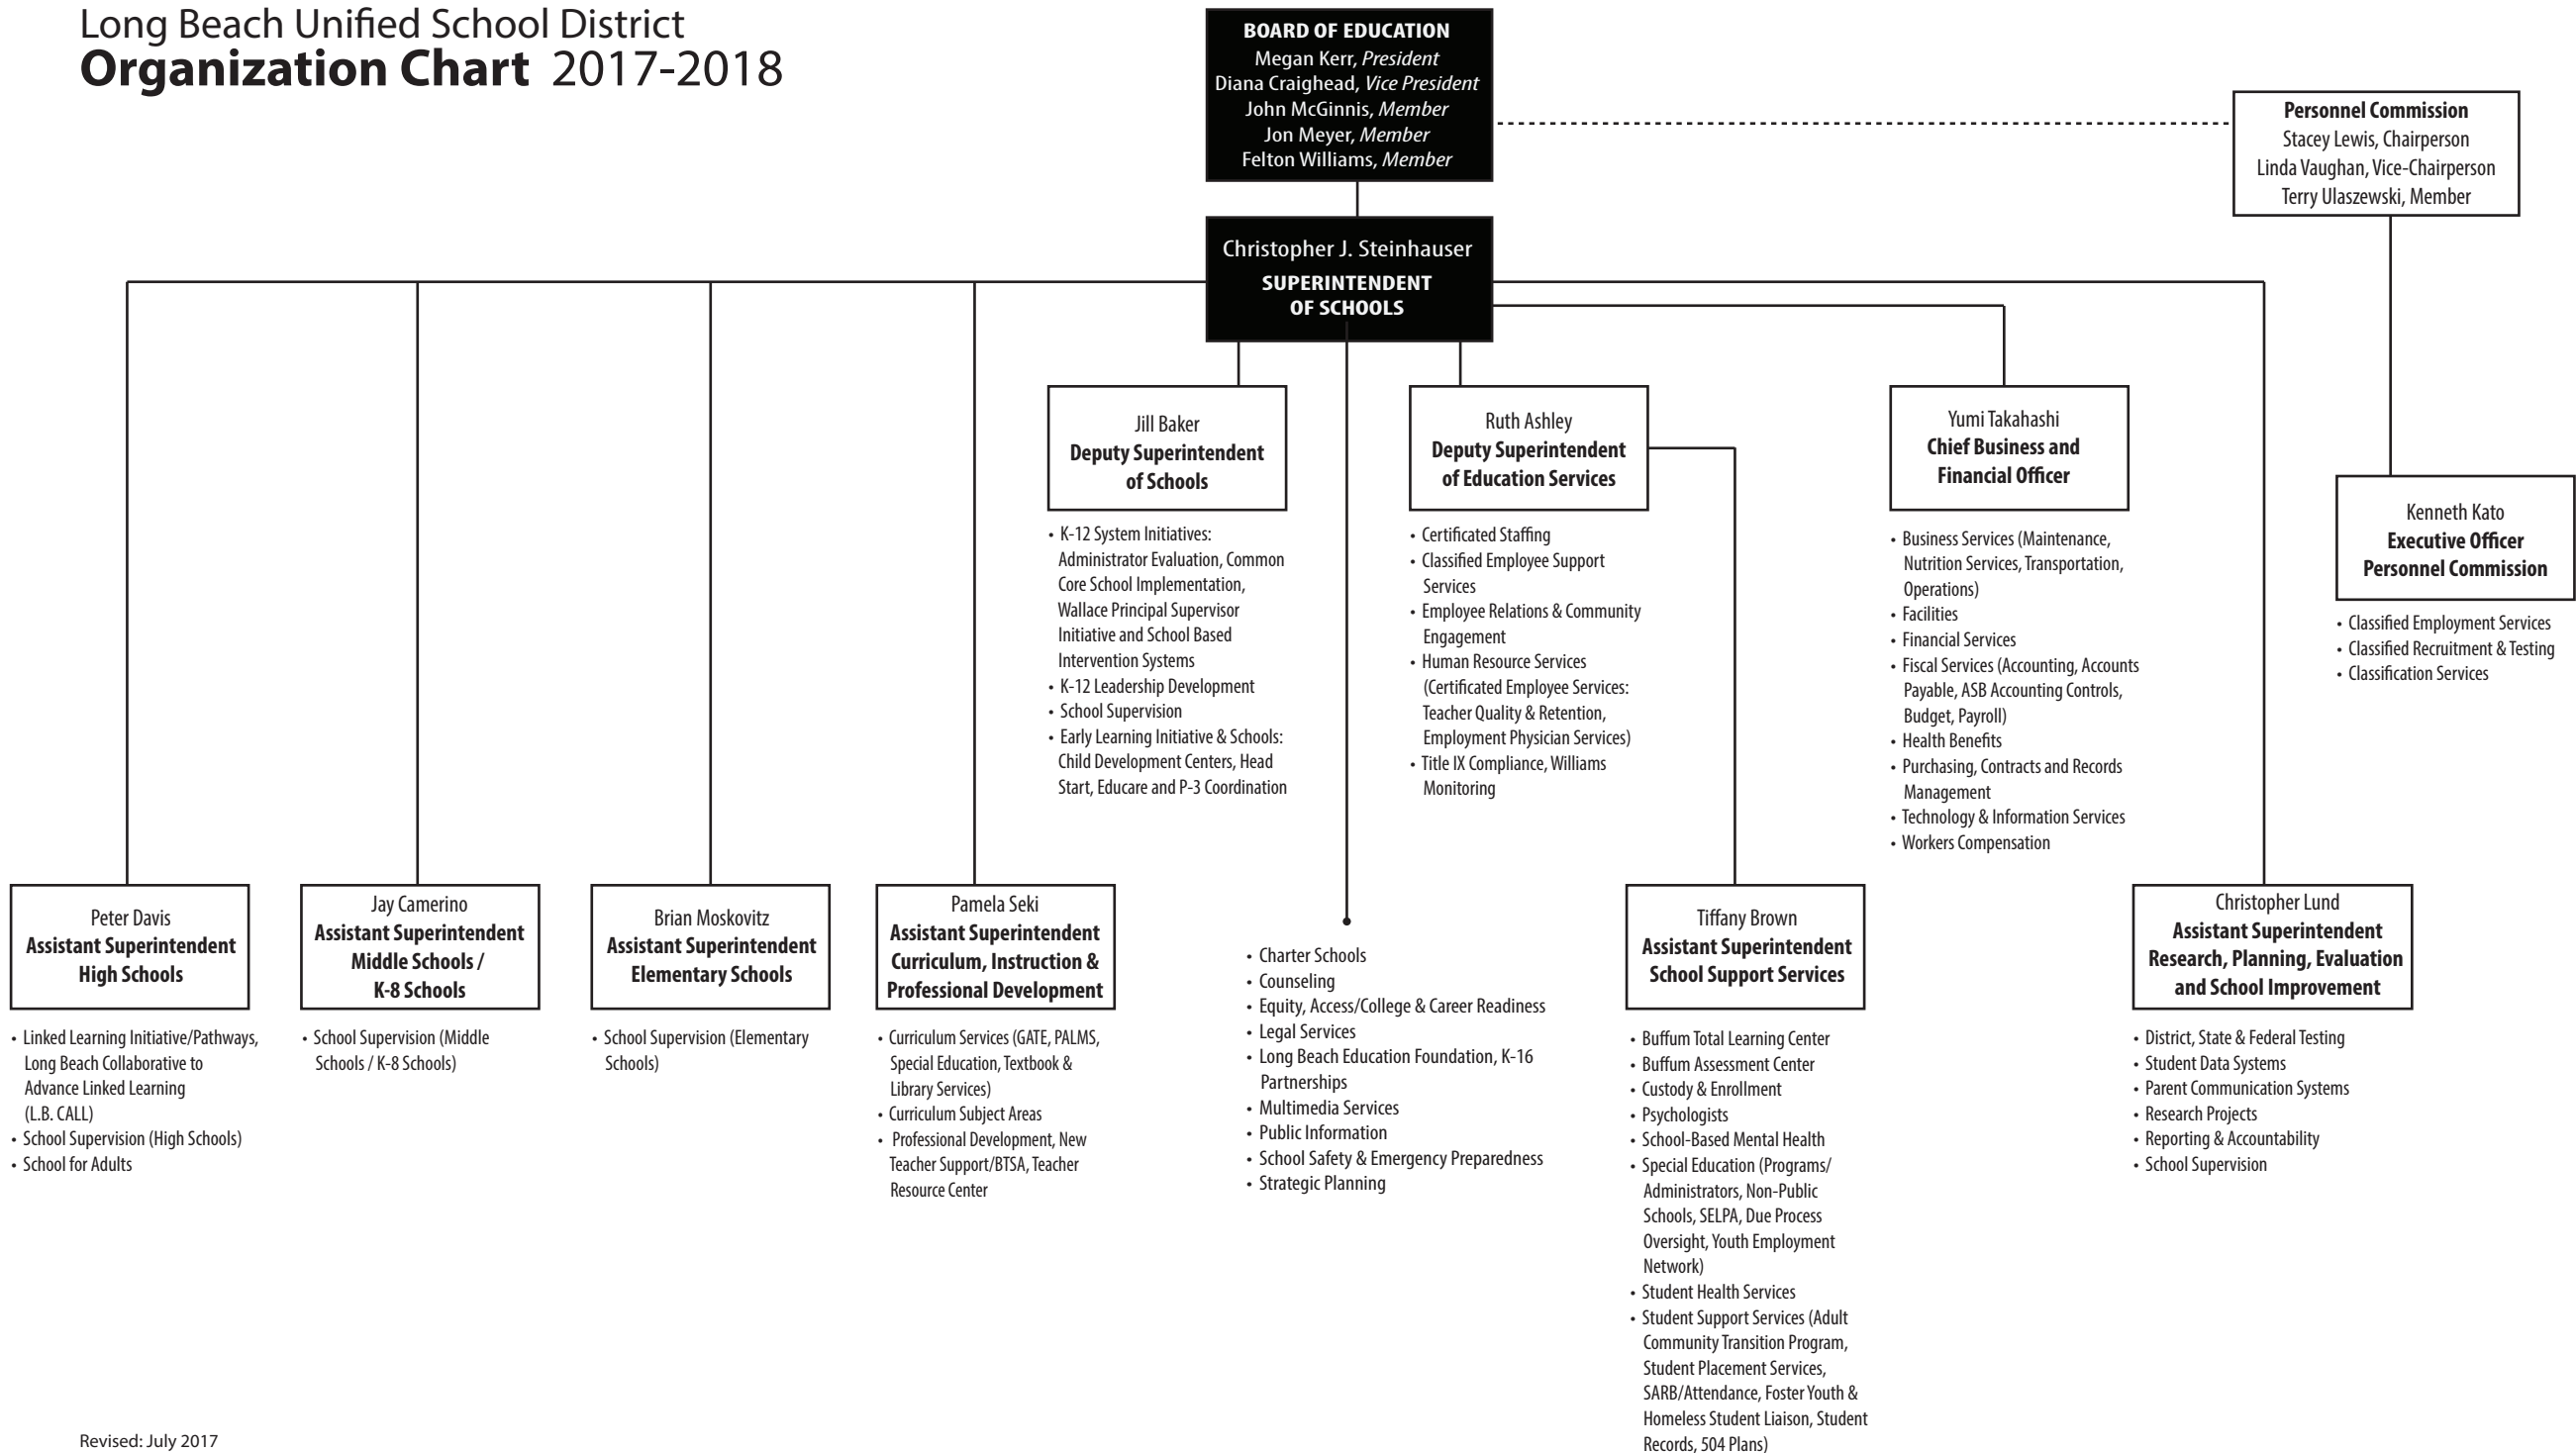 Long Beach Unified School District
Organization Chart 2017-2018
BOARD OF EDUCATION
Megan Kerr, President
Diana Craighead, Vice President
John McGinnis, Member
Jon Meyer, Member
Felton Williams, Member
Personnel Commission
Stacey Lewis, Chairperson
Linda Vaughan, Vice-Chairperson
Terry Ulaszewski, Member
Christopher J. Steinhauser
SUPERINTENDENT
OF SCHOOLS
Jill Baker
Deputy Superintendent
of Schools
• K-12 System Initiatives:
Administrator Evaluation, Common
Core School Implementation,
Wallace Principal Supervisor
Initiative and School Based
Intervention Systems
• K-12 Leadership Development
• School Supervision
• Early Learning Initiative & Schools:
Child Development Centers, Head
Start, Educare and P-3 Coordination
Ruth Ashley
Deputy Superintendent
of Education Services
• Certificated Staffing
• Classified Employee Support
Services
• Employee Relations & Community
Engagement
• Human Resource Services
(Certificated Employee Services:
Teacher Quality & Retention,
Employment Physician Services)
• Title IX Compliance, Williams
Monitoring
Yumi Takahashi
Chief Business and
Financial Officer
• Business Services (Maintenance,
Nutrition Services, Transportation,
Operations)
• Facilities
• Financial Services
• Fiscal Services (Accounting, Accounts
Payable, ASB Accounting Controls,
Budget, Payroll)
• Health Benefits
• Purchasing, Contracts and Records
Management
• Technology & Information Services
• Workers Compensation
Kenneth Kato
Executive Officer
Personnel Commission
• Classified Employment Services
• Classified Recruitment & Testing
• Classification Services
Peter Davis
Assistant Superintendent
High Schools
• Linked Learning Initiative/Pathways,
Long Beach Collaborative to
Advance Linked Learning
(L.B. CALL)
• School Supervision (High Schools)
• School for Adults
Jay Camerino
Assistant Superintendent
Middle Schools /
K-8 Schools
• School Supervision (Middle
Schools / K-8 Schools)
Brian Moskovitz
Assistant Superintendent
Elementary Schools
• School Supervision (Elementary
Schools)
Pamela Seki
Assistant Superintendent
Curriculum, Instruction &
Professional Development
• Curriculum Services (GATE, PALMS,
Special Education, Textbook &
Library Services)
• Curriculum Subject Areas
• Professional Development, New
Teacher Support/BTSA, Teacher
Resource Center
• Charter Schools
• Counseling
• Equity, Access/College & Career Readiness
• Legal Services
• Long Beach Education Foundation, K-16
Partnerships
• Multimedia Services
• Public Information
• School Safety & Emergency Preparedness
• Strategic Planning
Tiffany Brown
Assistant Superintendent
School Support Services
• Buffum Total Learning Center
• Buffum Assessment Center
• Custody & Enrollment
• Psychologists
• School-Based Mental Health
• Special Education (Programs/
Administrators, Non-Public
Schools, SELPA, Due Process
Oversight, Youth Employment
Network)
• Student Health Services
• Student Support Services (Adult
Community Transition Program,
Student Placement Services,
SARB/Attendance, Foster Youth &
Homeless Student Liaison, Student
Records, 504 Plans)
Christopher Lund
Assistant Superintendent
Research, Planning, Evaluation
and School Improvement
• District, State & Federal Testing
• Student Data Systems
• Parent Communication Systems
• Research Projects
• Reporting & Accountability
• School Supervision
Revised: July 2017